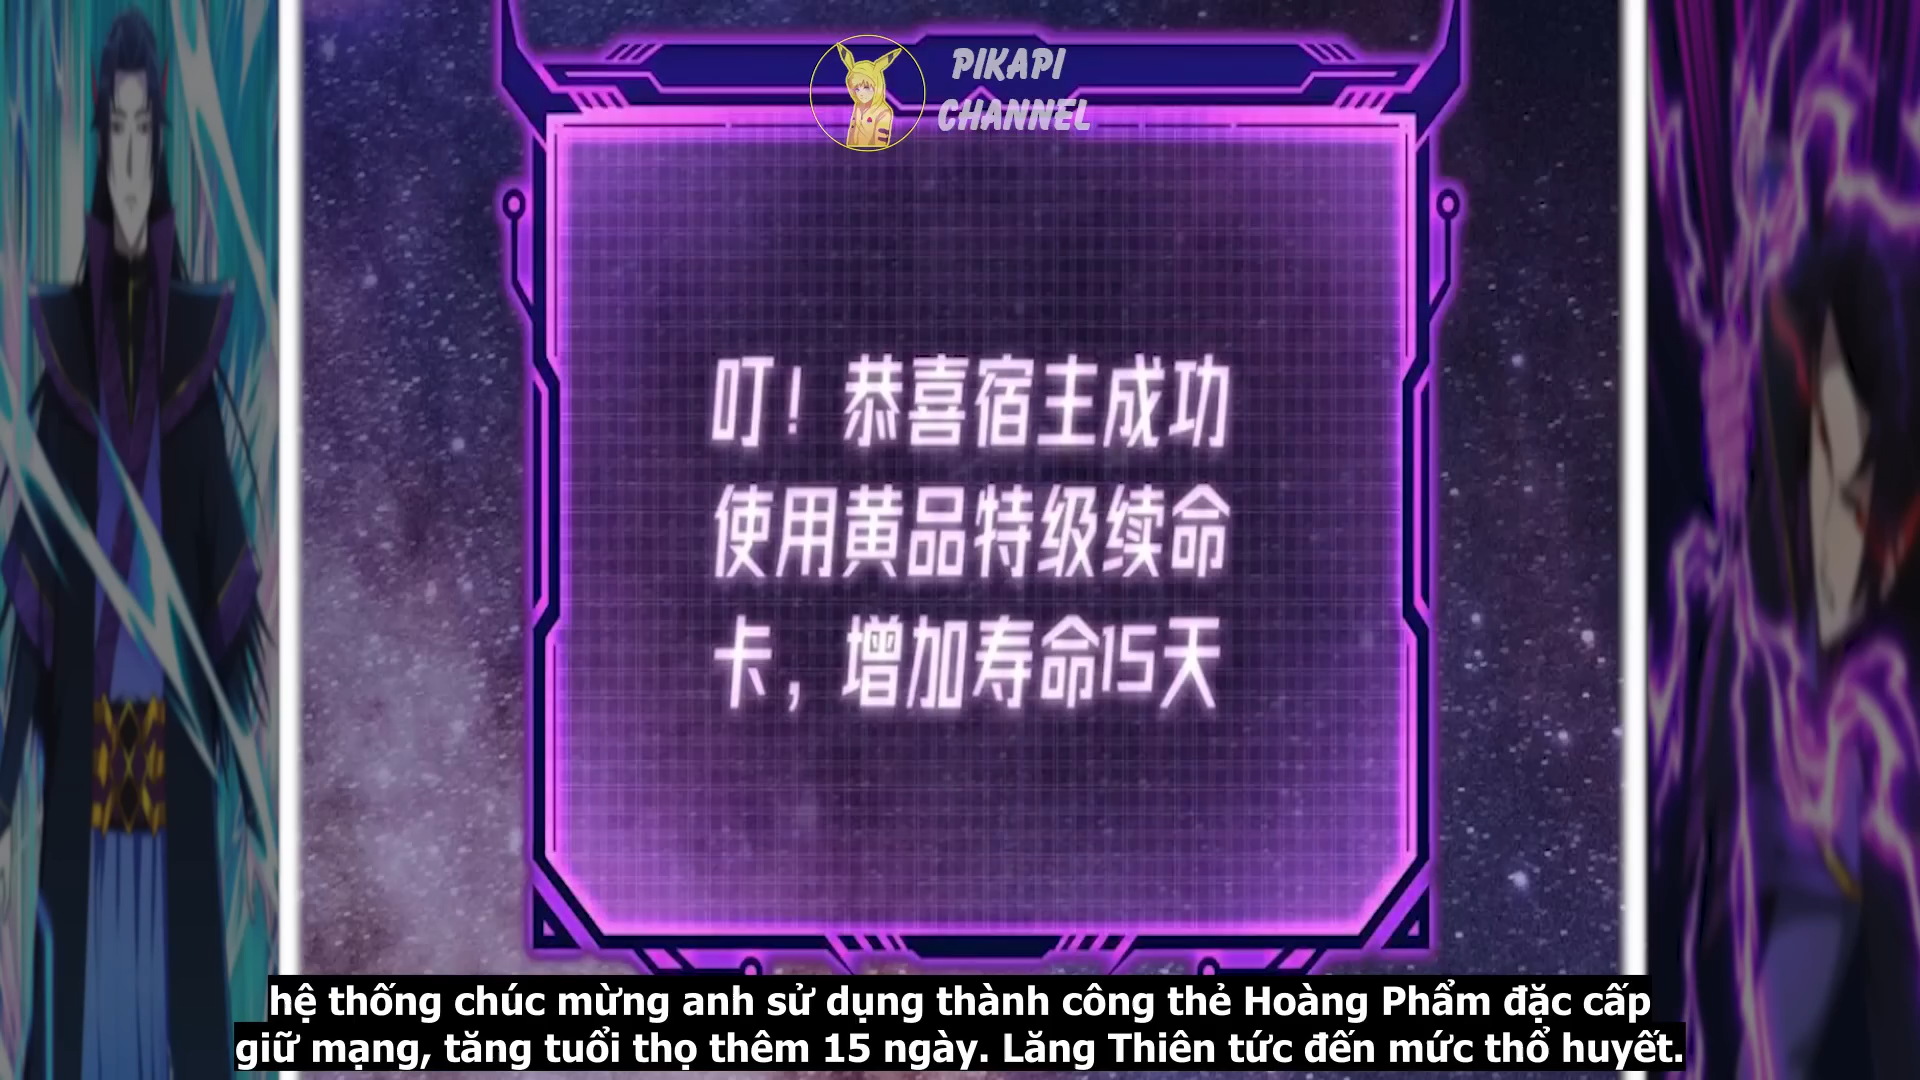 PIKAPI
CHANNEL
叮！恭喜宿主成功
使用黄品特级续命
卡，增加寿命15天
hệ thống chúc mừng anh sử dụng thành công thẻ Hoàng Phẩm đặc cấp
giữ mạng, tăng tuổi thọ thêm 15 ngày. Lăng Thiên tức đến mức thổ huyết.